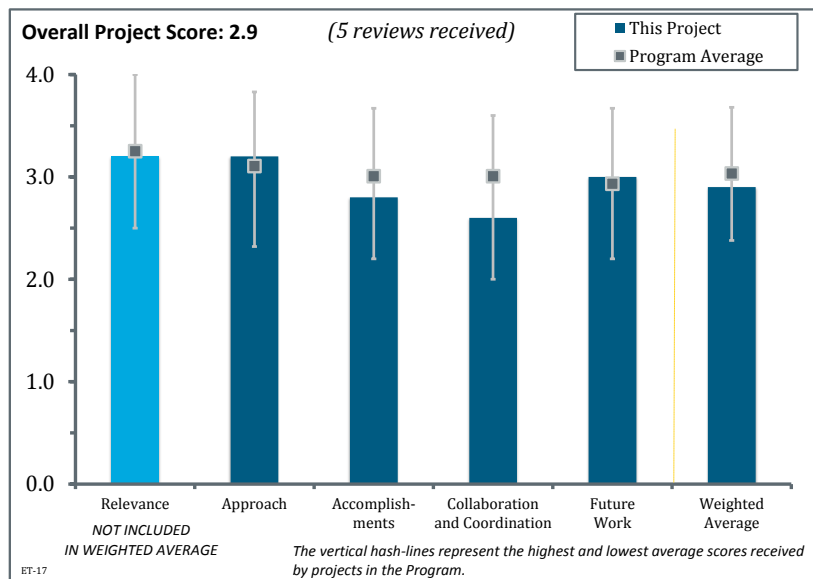 Overall Project Score: 2.9
(5 reviews received)
This Project
Program Average
4.0
3.0
2.0
1.0
0.0
Relevance
Approach
Accomplish-
ments
Collaboration
and Coordination
Future
Work
Weighted
Average
NOT INCLUDED
IN WEIGHTED AVERAGE
The vertical hash-lines represent the highest and lowest average scores received
by projects in the Program.
ET-17